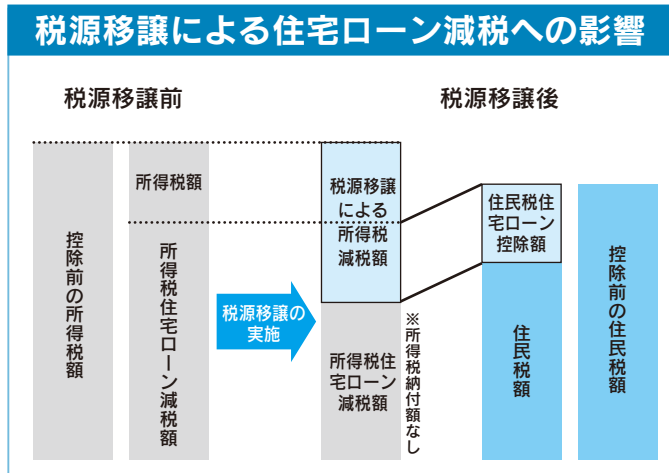 税源移譲による住宅ローン減税への影響
税源移譲前
税源移譲後
控除前の所得税額
所得税額
所得税住宅ローン減税額
税源移譲の
実施
税源移譲
による
所得税
減税額
所得税住
宅ローン
減税額
※所得税納付額なし
住民税住
宅ローン
控除額
住民税額
控除前の住民税額